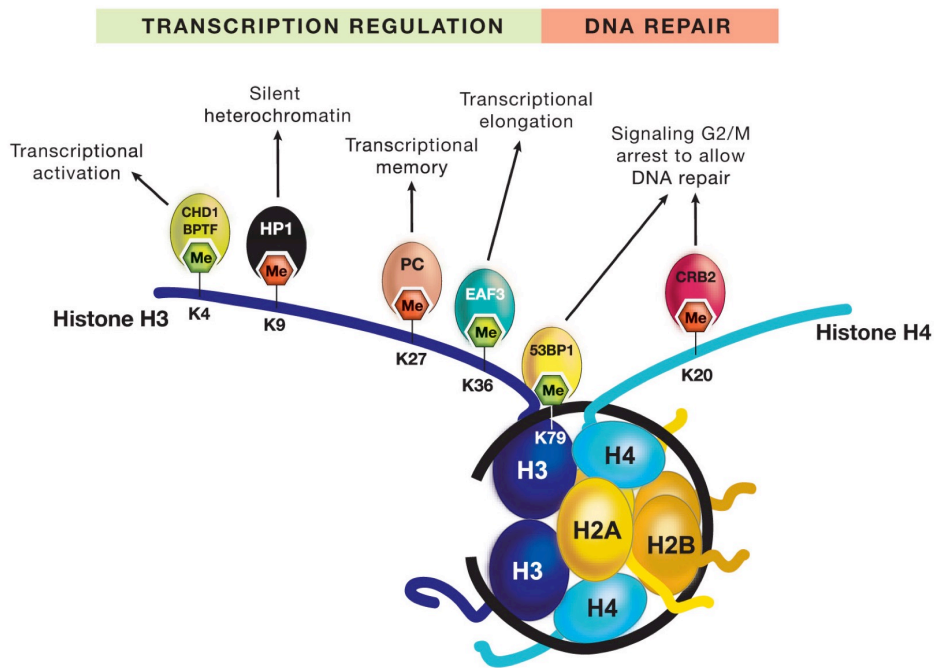 TRANSCRIPTION REGULATION
DNA REPAIR
Silent
heterochromatin
Transcriptional
elongation
Signaling G2/M
arrest to allow
DNA repair
Transcriptional
activation
Transcriptional
memory
CHD1
BPTF
Me
HP1
Me
PC
Me
EAF3
Me
53BP1
Me
CRB2
Me
Histone H3
K4
K9
K27
K36
K79
K20
Histone H4
H3
H4
H2A
H2B
H3
H4